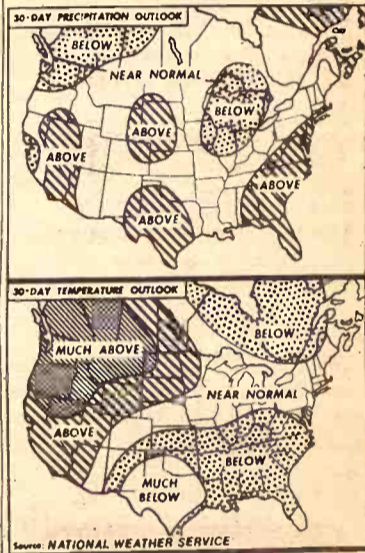 30-DAY PRECIPITATION OUTLOOK
BELOW
NEAR NORMAL
BELOW
ABOVE
ABOVE
ABOVE
ABOVE
30-DAY TEMPERATURE OUTLOOK
BELOW
MUCH ABOVE
NEAR NORMAL
ABOVE
BELOW
MUCH
BELOW
Source: NATIONAL WEATHER SERVICE